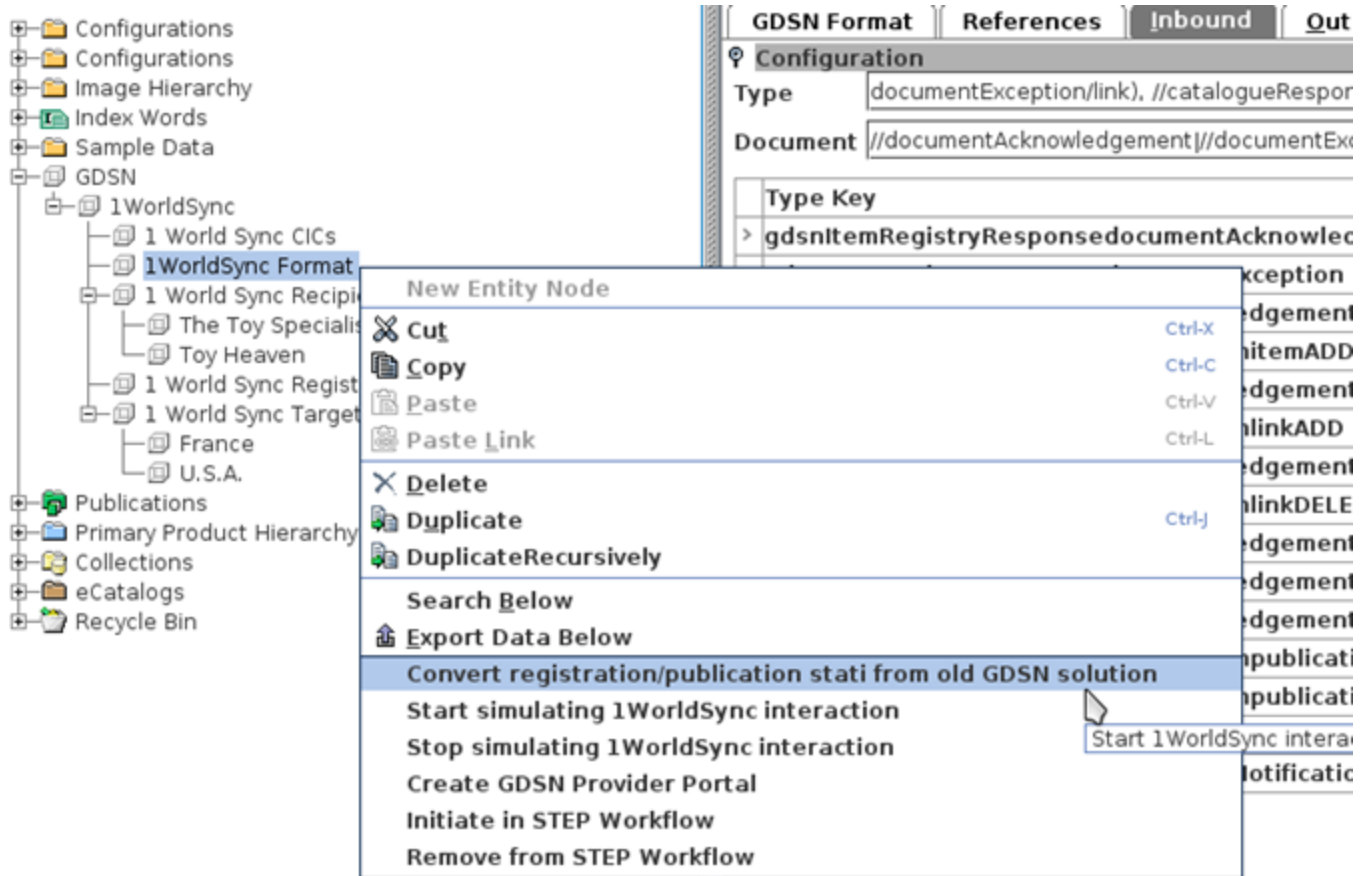 Configurations
Configurations
Image Hierarchy
Index Words
Sample Data
GDSN
1WorldSync
1 World Sync CICs
1WorldSync Format
1 World Sync Recipi
The Toy Specialis
Toy Heaven
1 World Sync Regist
1 World Sync Target
France
U.S.A.
Publications
Primary Product Hierarchy
Collections
eCatalogs
Recycle Bin
GDSN Format References Inbound Out
Configuration
Type documentException/link), //catalogueRespon
Document //documentAcknowledgement|//documentExc
Type Key
> gdsnItemRegistryResponsedocumentAcknowled
xception
edgement
nitemADD
edgement
nlinkADD
edgement
nlinkDELE
edgement
edgement
edgement
npublicati
npublicati
Notificatio
New Entity Node
Cut Ctrl-X
Copy Ctrl-C
Paste Ctrl-V
Paste Link Ctrl-L
Delete
Duplicate Ctrl-J
DuplicateRecursively
Search Below
Export Data Below
Convert registration/publication stati from old GDSN solution
Start simulating 1WorldSync interaction
Stop simulating 1WorldSync interaction
Create GDSN Provider Portal
Initiate in STEP Workflow
Remove from STEP Workflow
Start 1WorldSync interac